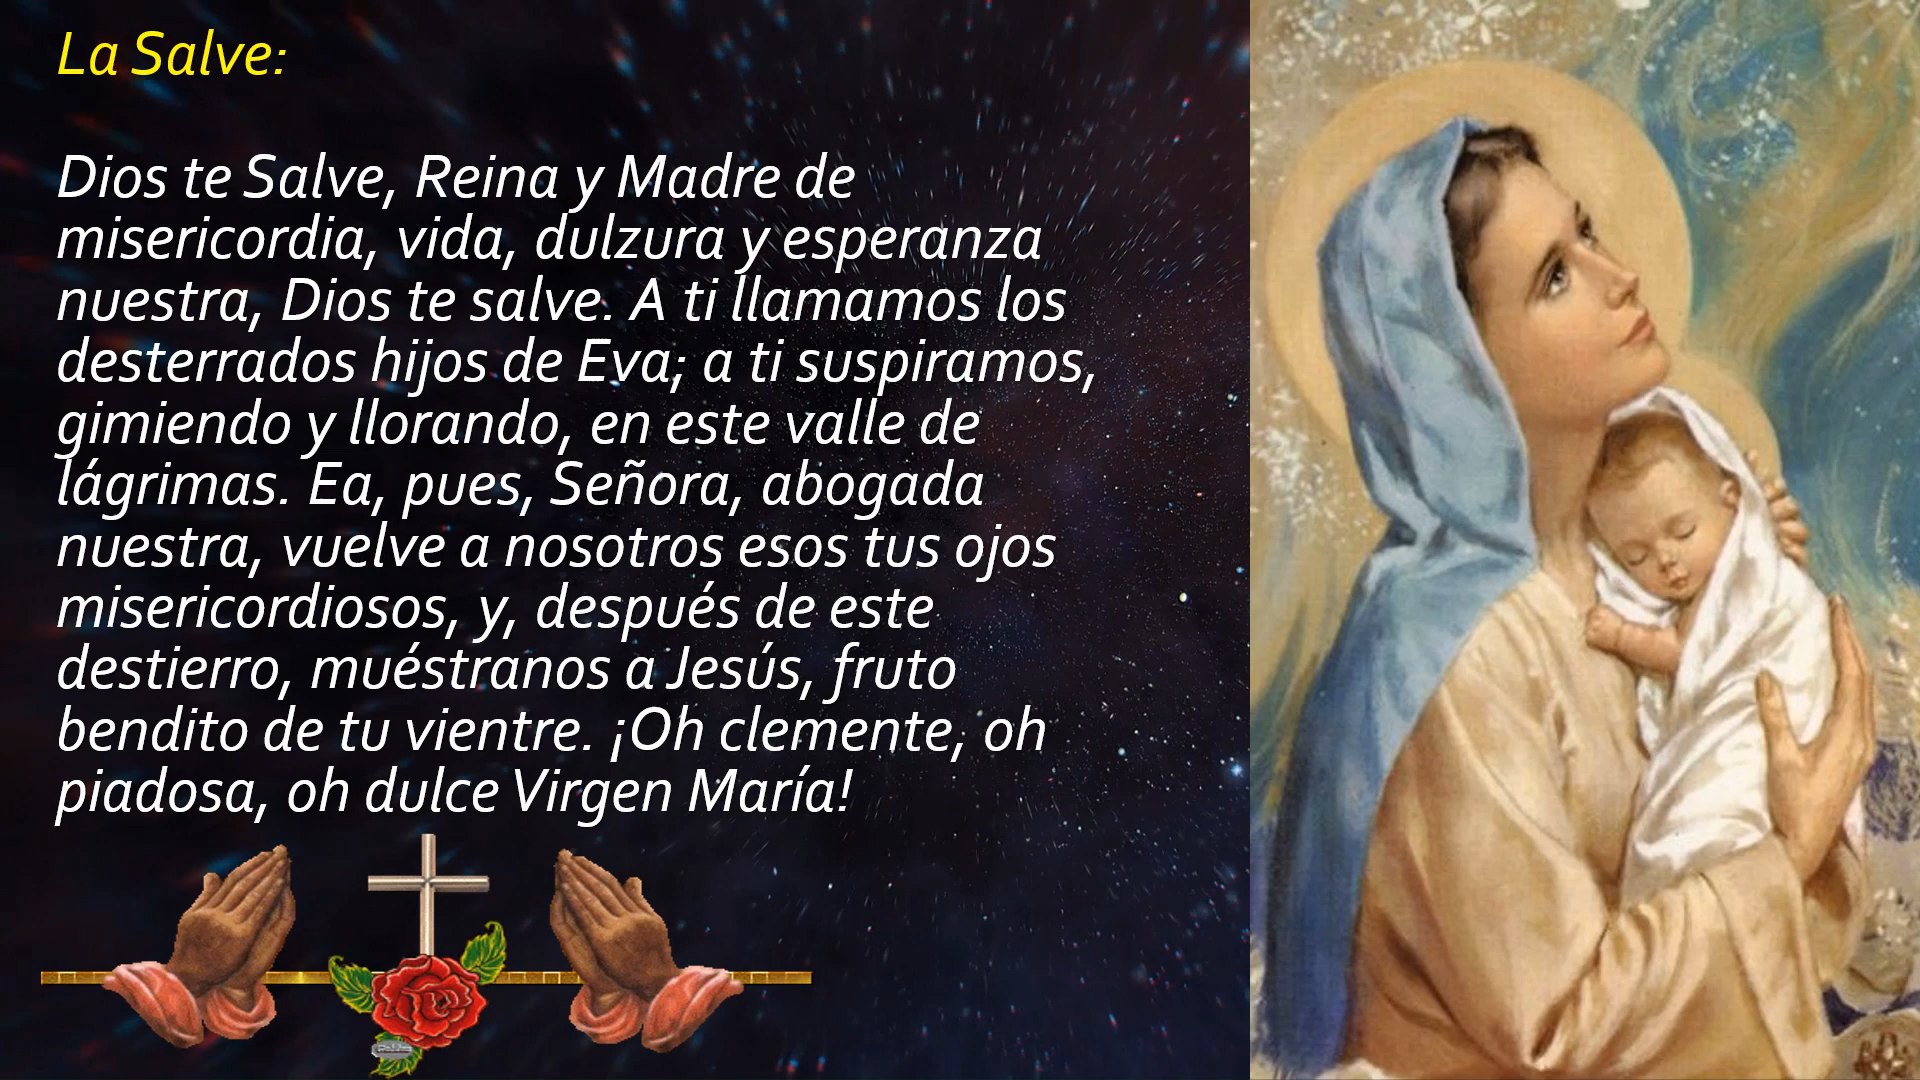 La Salve:
Dios te Salve, Reina y Madre de
misericordia, vida, dulzura y esperanza
nuestra, Dios te salve. A ti llamamos los
desterrados hijos de Eva; a ti suspiramos,
gimiendo y llorando, en este valle de
lágrimas. Ea, pues, Señora, abogada
nuestra, vuelve a nosotros esos tus ojos
misericordiosos, y, después de este
destierro, muéstranos a Jesús, fruto
bendito de tu vientre. ¡Oh clemente, oh
piadosa, oh dulce Virgen María!